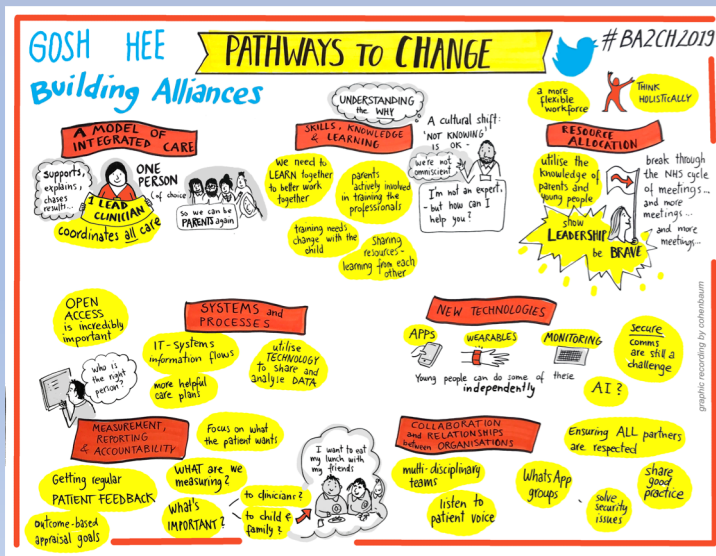 GOSH HEE
Building Alliances
PATHWAYS TO CHANGE
#BA2CH2019
A MODEL OF
INTEGRATED CARE
Supports,
explains,
chases
results...
1 LEAD
CLINICIAN
coordinates all care
ONE
PERSON
(of choice)
So we can be
PARENTS again
UNDERSTANDING
the WHY
SKILLS, KNOWLEDGE
& LEARNING
We need to
LEARN together
to better work
together
parents
actively involved
in training the
professionals
training needs
change with the
child
Sharing
resources -
learning from each
other
A cultural shift:
'NOT KNOWING'
IS OK -
we're not
omniscient
I'm not an expert,
- but how can I
help you?
a more
flexible
workforce
THINK
HOLISTICALLY
RESOURCE
ALLOCATION
utilise the
knowledge of
parents and
young people
show
LEADERSHIP
be BRAVE
break through
the NHS cycle
of meetings...
and more
meetings...
and more
meetings...
OPEN
ACCESS
is incredibly
important
who is
the right
person?
SYSTEMS and
PROCESSES
IT-systems
information flows
more helpful
care plans
utilise
TECHNOLOGY
to share and
analyse DATA
NEW TECHNOLOGIES
APPS
WEARABLES
MONITORING
Young people can do some of these
independently
secure
comms
are still a
challenge
AI?
graphic recording by cohenbaum
MEASUREMENT,
REPORTING
& ACCOUNTABILITY
Focus on what
the patient wants
Getting regular
PATIENT FEEDBACK
outcome-based
appraisal goals
WHAT are we
measuring?
What's
IMPORTANT?
to clinicians?
to child &
family?
I want to eat
my lunch with
my friends
COLLABORATION
and RELATIONSHIPS
between ORGANISATIONS
multi-disciplinary
teams
listen to
patient voice
WhatsApp
groups
Ensuring ALL partners
are respected
solve
security
issues
share
good
practice